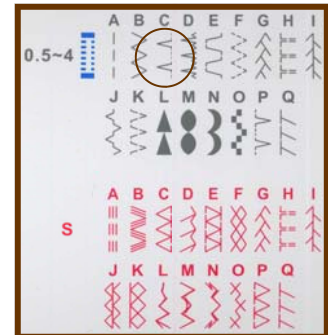 A B C D E F G H I
0.5~4
J K L M N O P Q
A B C D E F G H I
S
J K L M N O P Q